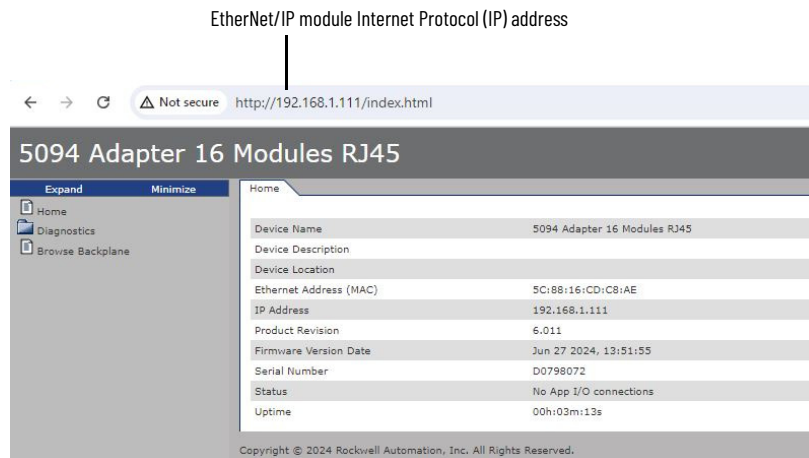 EtherNet/IP module Internet Protocol (IP) address
Not secure http://192.168.1.111/index.html
5094 Adapter 16 Modules RJ45
Expand Minimize
Home
Diagnostics
Browse Backplane
Home
Device Name 5094 Adapter 16 Modules RJ45
Device Description
Device Location
Ethernet Address (MAC) 5C:88:16:CD:C8:AE
IP Address 192.168.1.111
Product Revision 6.011
Firmware Version Date Jun 27 2024, 13:51:55
Serial Number D0798072
Status No App I/O connections
Uptime 00h:03m:13s
Copyright © 2024 Rockwell Automation, Inc. All Rights Reserved.